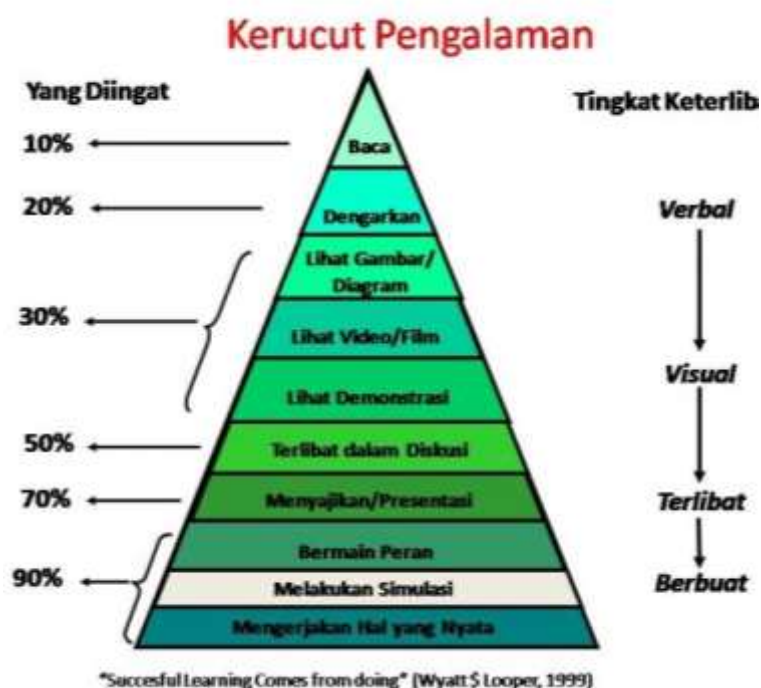 Kerucut Pengalaman
Yang Diingat
Tingkat Keterliba
10%
Baca
20%
Dengarkan
Verbal
Lihat Gambar/
Diagram
30%
Lihat Video/Film
Visual
Lihat Demonstrasi
50%
Terlibat dalam Diskusi
70%
Menyajikan/Presentasi
Terlibat
Bermain Peran
90%
Melakukan Simulasi
Berbuat
Mengerjakan Hal yang Nyata
"Succesful Learning Comes from doing" (Wyatt $ Looper, 1999)